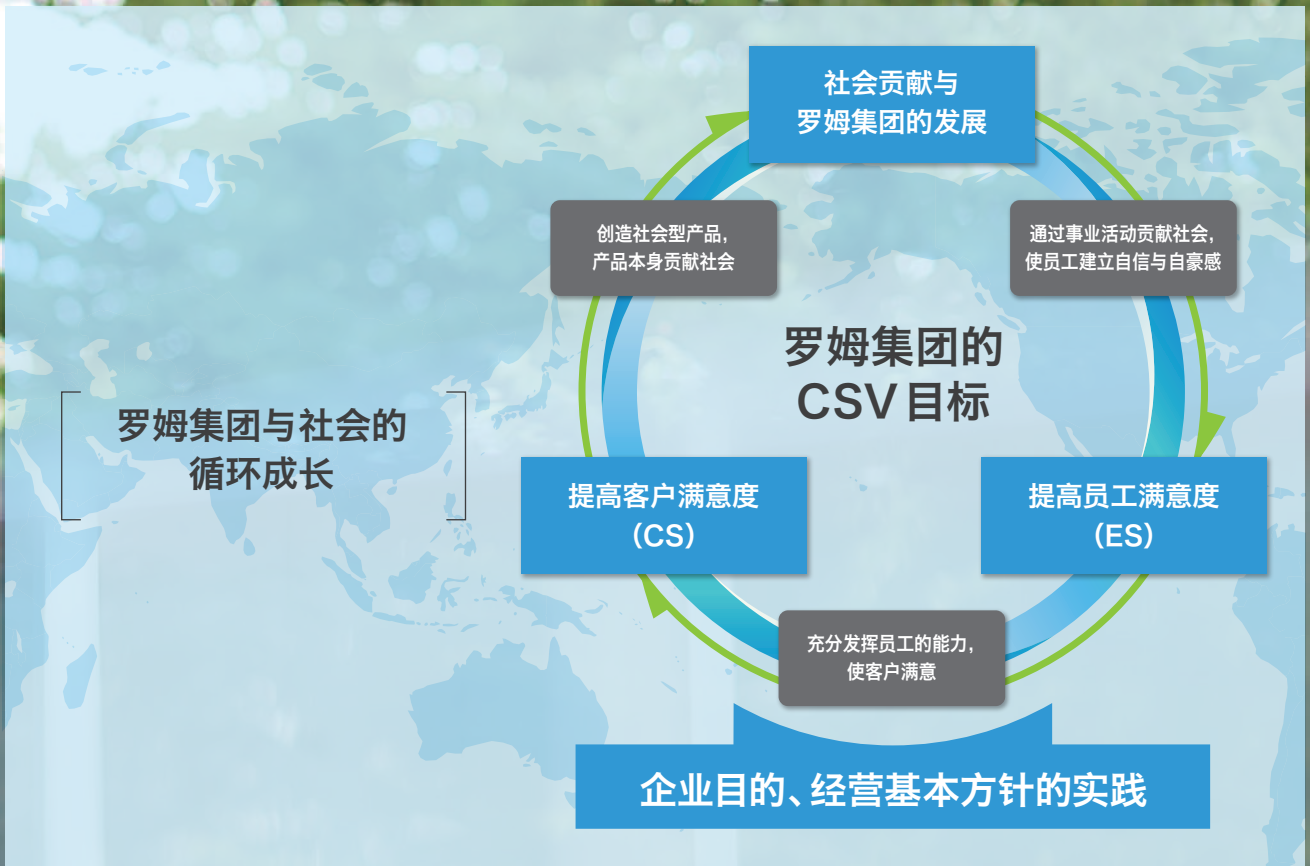 社会贡献与
罗姆集团的发展
创造社会型产品，
产品本身贡献社会
通过事业活动贡献社会，
使员工建立自信与自豪感
罗姆集团的
CSV目标
罗姆集团与社会的
循环成长
提高客户满意度
（CS）
提高员工满意度
（ES）
充分发挥员工的能力，
使客户满意
企业目的、经营基本方针的实践